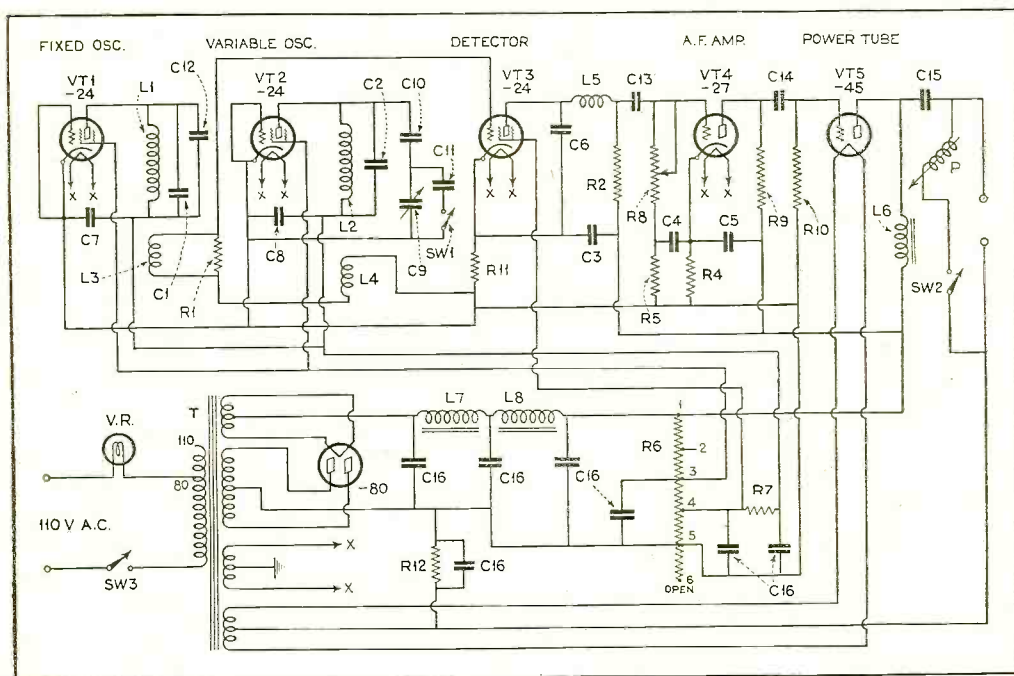 FIXED OSC.
VARIABLE OSC.
DETECTOR
A.F. AMP.
POWER TUBE
VT1
-24
L1
C12
VT2
-24
C2
C10
VT3
-24
L5
C13
VT4
-27
C14
VT5
-45
C15
C11
C6
P
R2
R8
R9
R10
L6
C4
C5
X X
X X
X X
X X
C7
C8
L2
SW1
C9
C3
L3
C1
R1
L4
R11
R4
R5
SW2
T
V.R.
110
80
L7
L8
1
R6
2
3
4
R7
5
6
OPEN
-80
C16
C16
C16
C16
110 V A.C.
SW3
X
X
R12
C16